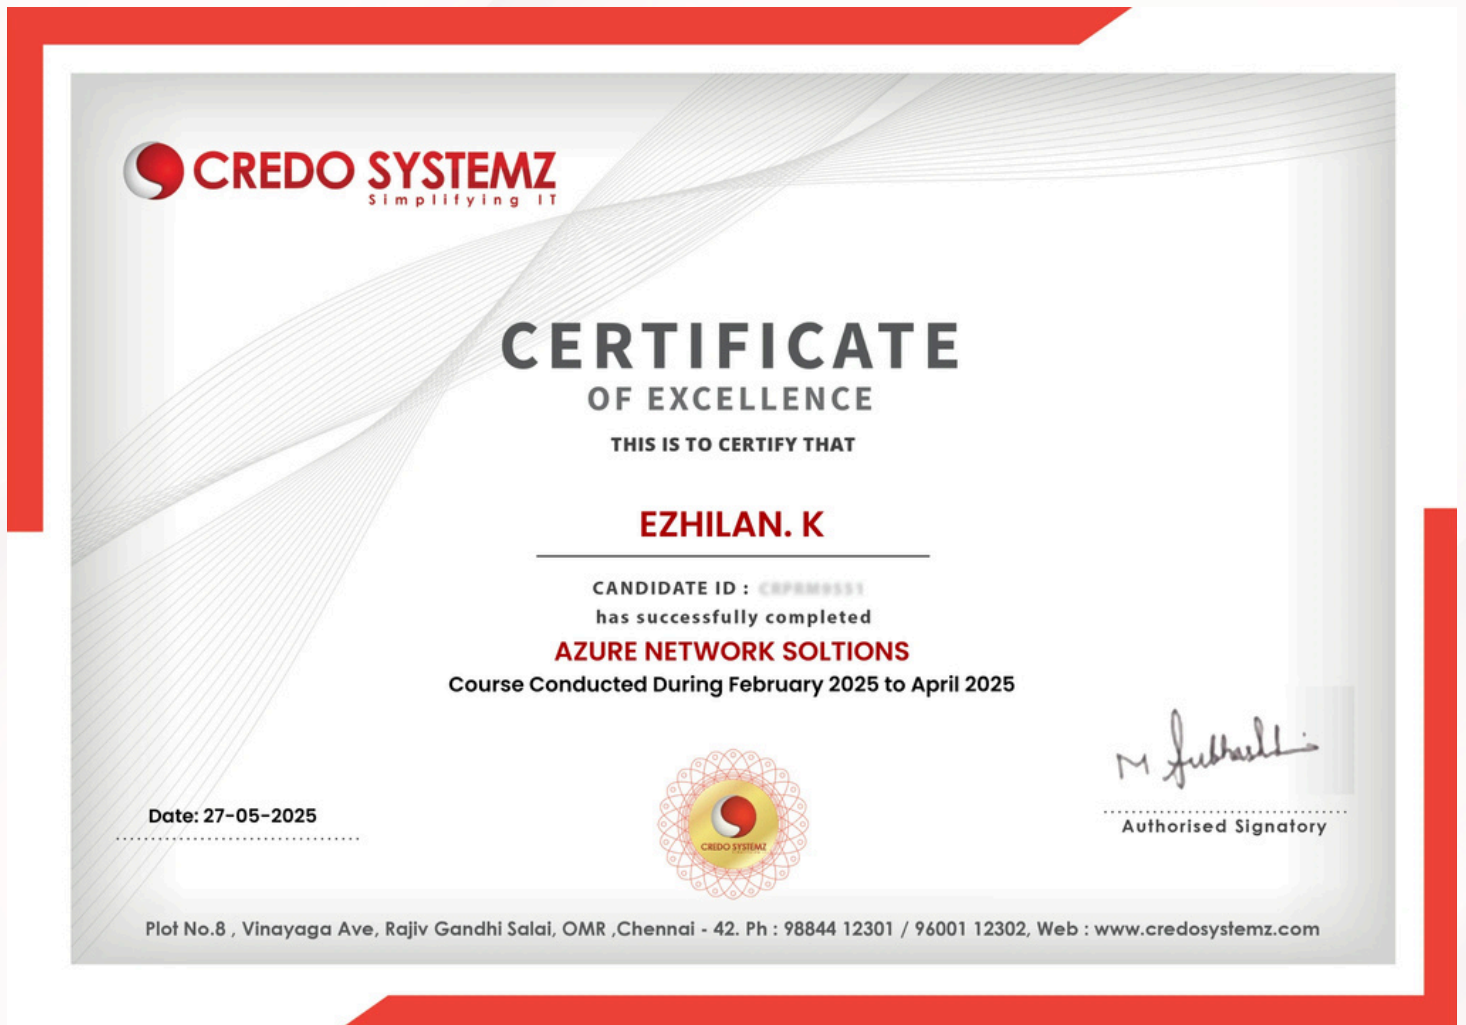 CREDO SYSTEMZ
Simplifying IT
CERTIFICATE
OF EXCELLENCE
THIS IS TO CERTIFY THAT
EZHILAN. K
CANDIDATE ID :
has successfully completed
AZURE NETWORK SOLTIONS
Course Conducted During February 2025 to April 2025
Date: 27-05-2025
CREDO SYSTEMZ
Authorised Signatory
Plot No.8 , Vinayaga Ave, Rajiv Gandhi Salai, OMR ,Chennai - 42. Ph : 98844 12301 / 96001 12302, Web : www.credosystemz.com